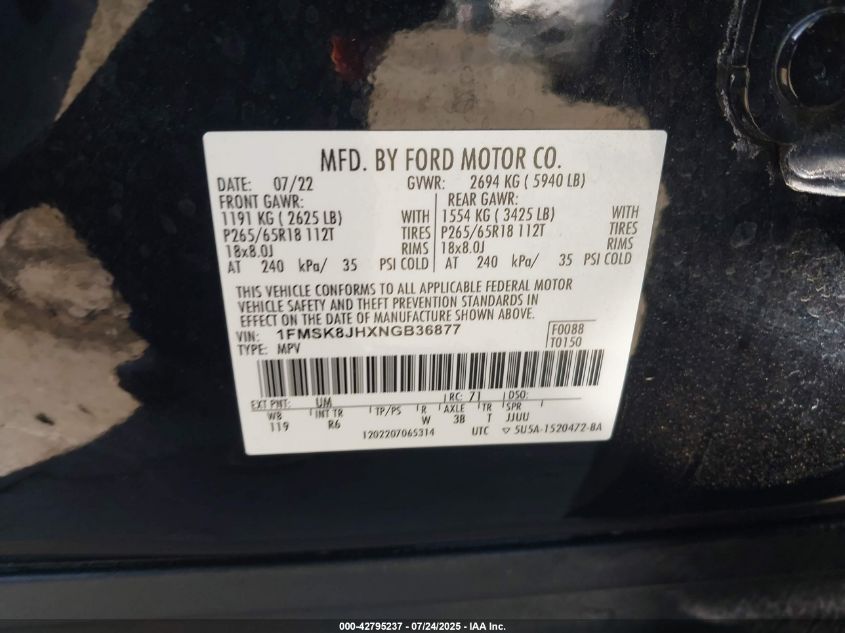 MFD. BY FORD MOTOR CO.
DATE: 07/22 GVWR: 2694 KG ( 5940 LB)
FRONT GAWR: REAR GAWR:
1191 KG ( 2625 LB) WITH 1554 KG ( 3425 LB) WITH
P265/65R18 112T TIRES P265/65R18 112T TIRES
18x8.0J RIMS 18x8.0J RIMS
AT 240 kPa/ 35 PSI COLD AT 240 kPa/ 35 PSI COLD
THIS VEHICLE CONFORMS TO ALL APPLICABLE FEDERAL MOTOR
VEHICLE SAFETY AND THEFT PREVENTION STANDARDS IN
EFFECT ON THE DATE OF MANUFACTURE SHOWN ABOVE.
VIN: 1FMSK8JHXNGB36877 F0088
TYPE: MPV T0150
EXT PNT: UM RC: 71 DSO:
WB INT TR TP/PS R AXLE TR SPR
119 R6 W 3B T JJUU
1202207065314 UTC ▽ 5U5A-1520472-BA
000-42795237 - 07/24/2025 - IAA Inc.